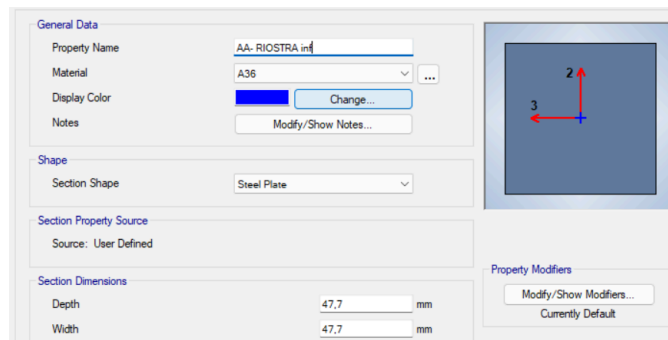 General Data
Property Name AA- RIOSTRA inf
Material A36 ...
Display Color Change...
Notes Modify/Show Notes...
2
3
Shape
Section Shape Steel Plate
Section Property Source
Source: User Defined
Property Modifiers
Modify/Show Modifiers...
Currently Default
Section Dimensions
Depth 47,7 mm
Width 47,7 mm